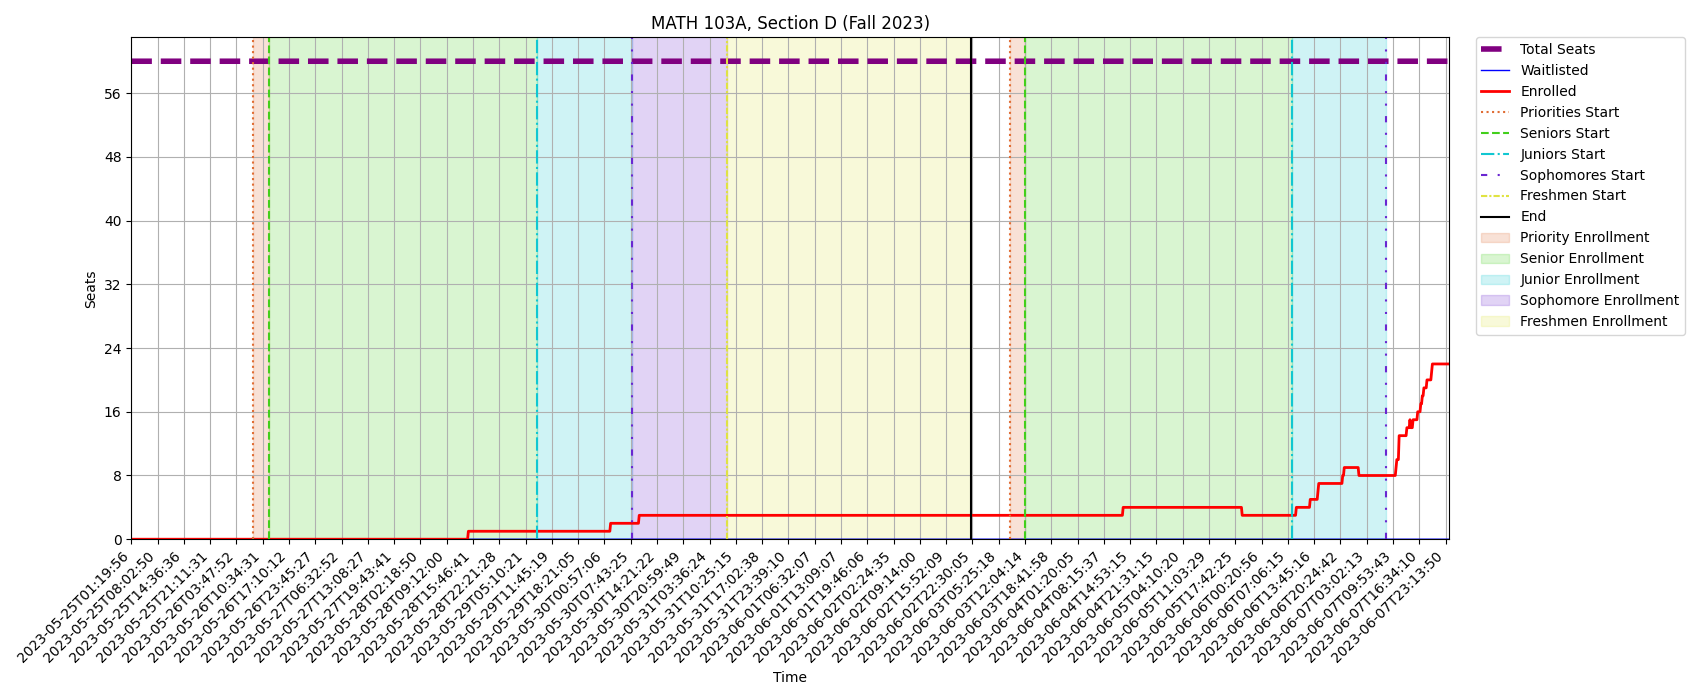 MATH 103A, Section D (Fall 2023)
Seats
56
48
40
32
24
16
8
0
2023-05-25T01:19:56
2023-05-25T08:02:50
2023-05-25T14:36:36
2023-05-25T21:11:31
2023-05-26T03:47:52
2023-05-26T10:34:31
2023-05-26T17:10:12
2023-05-26T23:45:27
2023-05-27T06:32:52
2023-05-27T13:08:27
2023-05-27T19:43:41
2023-05-28T02:18:50
2023-05-28T09:12:00
2023-05-28T15:46:41
2023-05-28T22:21:28
2023-05-29T05:10:21
2023-05-29T11:45:19
2023-05-29T18:21:05
2023-05-30T00:57:06
2023-05-30T07:43:25
2023-05-30T14:21:22
2023-05-30T20:59:49
2023-05-31T03:36:24
2023-05-31T10:25:15
2023-05-31T17:02:38
2023-05-31T23:39:10
2023-06-01T06:32:07
2023-06-01T13:09:07
2023-06-01T19:46:06
2023-06-02T02:24:35
2023-06-02T09:14:00
2023-06-02T15:52:09
2023-06-02T22:30:05
2023-06-03T05:25:18
2023-06-03T12:04:14
2023-06-03T18:41:58
2023-06-04T01:20:05
2023-06-04T08:15:37
2023-06-04T14:53:15
2023-06-04T21:31:15
2023-06-05T04:10:20
2023-06-05T11:03:29
2023-06-05T17:42:25
2023-06-06T00:20:56
2023-06-06T07:06:15
2023-06-06T13:45:16
2023-06-06T20:24:42
2023-06-07T03:02:13
2023-06-07T09:53:43
2023-06-07T16:34:10
2023-06-07T23:13:50
Time
Total Seats
Waitlisted
Enrolled
Priorities Start
Seniors Start
Juniors Start
Sophomores Start
Freshmen Start
End
Priority Enrollment
Senior Enrollment
Junior Enrollment
Sophomore Enrollment
Freshmen Enrollment